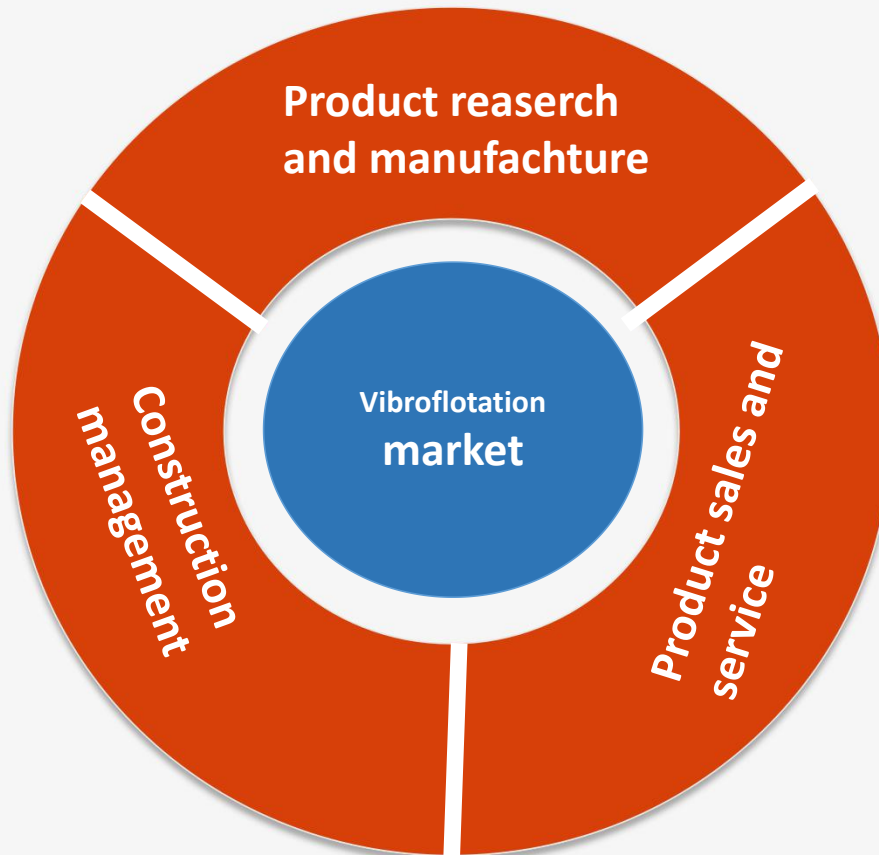 Product reaserch
and manufachture
Vibroflotation
market
Construction
management
Product sales and
service